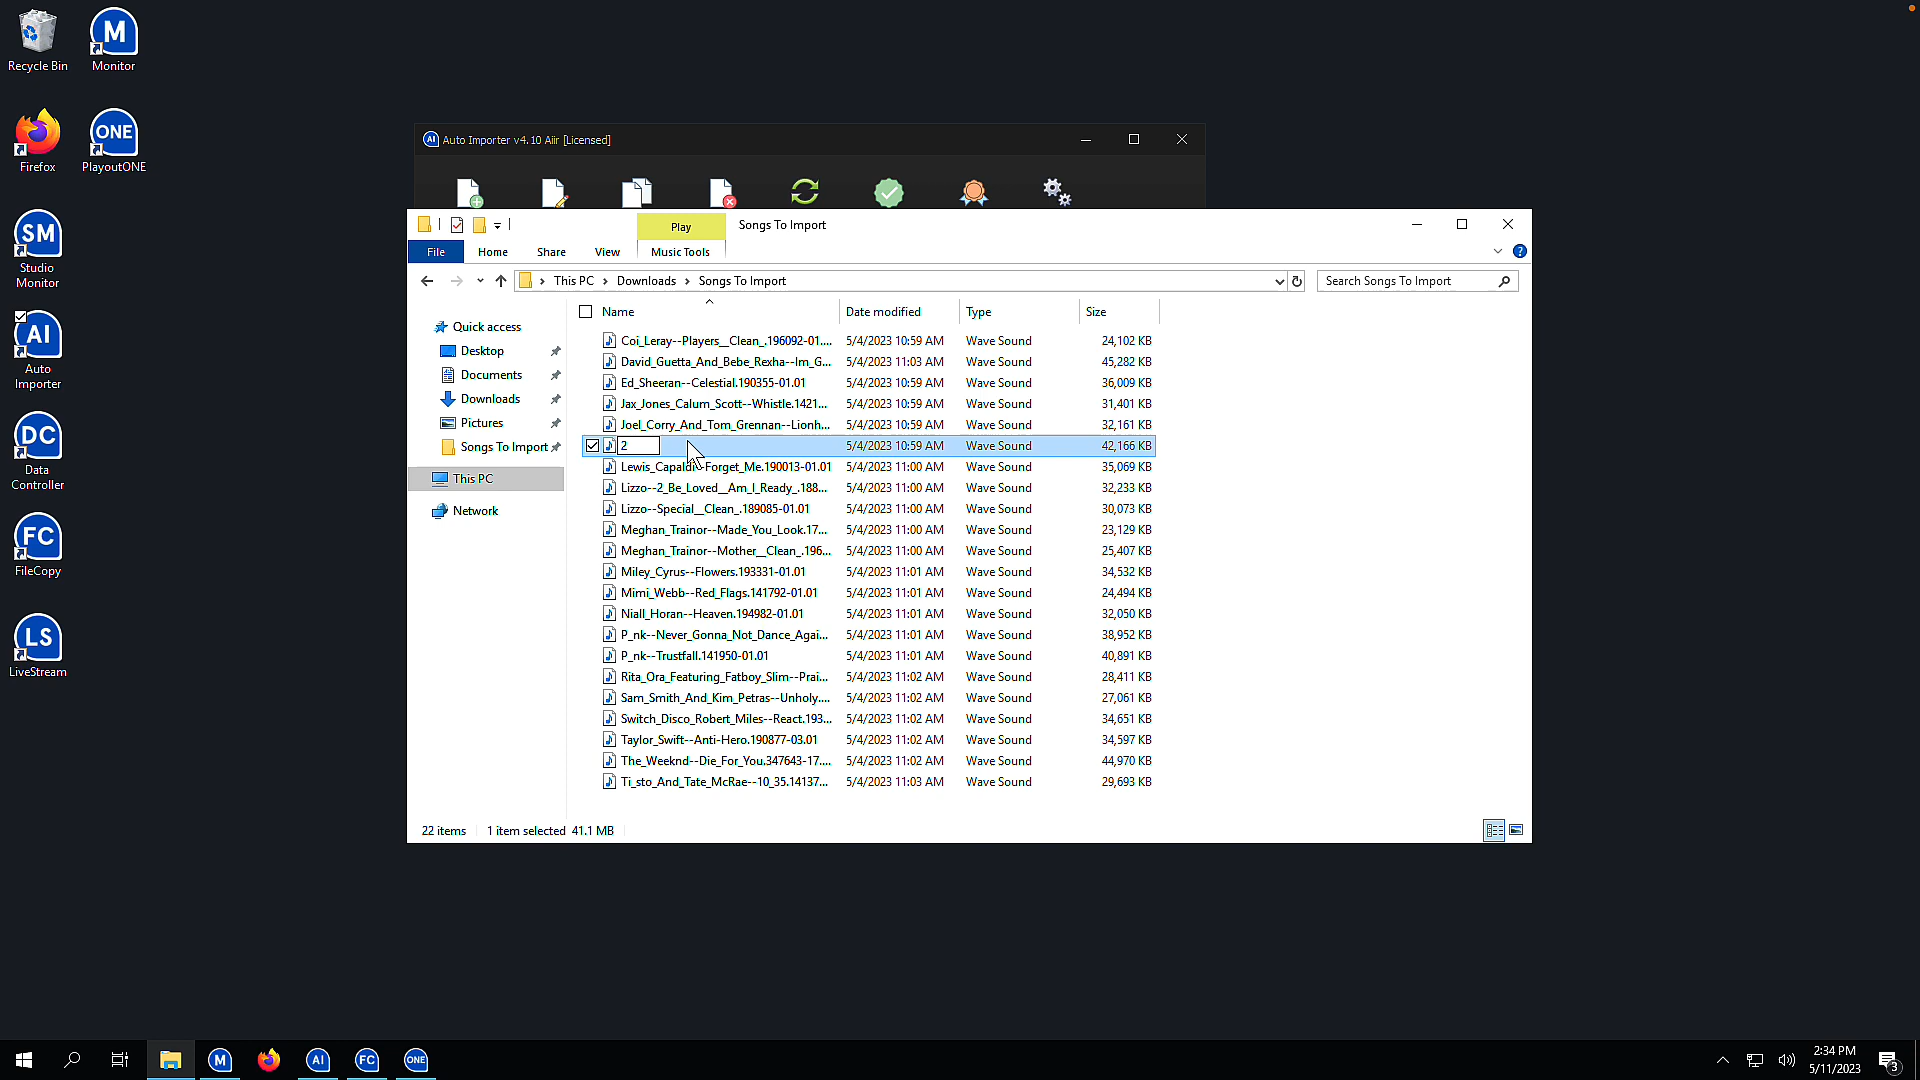 Recycle Bin
M
Monitor
Firefox
ONE
PlayoutONE
SM
Studio
Monitor
AI
Auto
Importer
DC
Data
Controller
FC
FileCopy
LS
LiveStream
AI Auto Importer v4.10 Aiir [Licensed]
Play Songs To Import
File Home Share View Music Tools
This PC Downloads Songs To Import Search Songs To Import
Quick access
Desktop
Documents
Downloads
Pictures
Songs To Import
This PC
Network
Name Date modified Type Size
Coi_Leray--Players__Clean_.196092-01.... 5/4/2023 10:59 AM Wave Sound 24,102 KB
David_Guetta_And_Bebe_Rexha--Im_G... 5/4/2023 11:03 AM Wave Sound 45,282 KB
Ed_Sheeran--Celestial.190355-01.01 5/4/2023 10:59 AM Wave Sound 36,009 KB
Jax_Jones_Calum_Scott--Whistle.1421... 5/4/2023 10:59 AM Wave Sound 31,401 KB
Joel_Corry_And_Tom_Grennan--Lionh... 5/4/2023 10:59 AM Wave Sound 32,161 KB
2 5/4/2023 10:59 AM Wave Sound 42,166 KB
Lewis_Capaldi--Forget_Me.190013-01.01 5/4/2023 11:00 AM Wave Sound 35,069 KB
Lizzo--2_Be_Loved__Am_I_Ready_.188... 5/4/2023 11:00 AM Wave Sound 32,233 KB
Lizzo--Special__Clean_.189085-01.01 5/4/2023 11:00 AM Wave Sound 30,073 KB
Meghan_Trainor--Made_You_Look.17... 5/4/2023 11:00 AM Wave Sound 23,129 KB
Meghan_Trainor--Mother__Clean_.196... 5/4/2023 11:00 AM Wave Sound 25,407 KB
Miley_Cyrus--Flowers.193331-01.01 5/4/2023 11:01 AM Wave Sound 34,532 KB
Mimi_Webb--Red_Flags.141792-01.01 5/4/2023 11:01 AM Wave Sound 24,494 KB
Niall_Horan--Heaven.194982-01.01 5/4/2023 11:01 AM Wave Sound 32,050 KB
P_nk--Never_Gonna_Not_Dance_Agai... 5/4/2023 11:01 AM Wave Sound 38,952 KB
P_nk--Trustfall.141950-01.01 5/4/2023 11:01 AM Wave Sound 40,891 KB
Rita_Ora_Featuring_Fatboy_Slim--Prai... 5/4/2023 11:02 AM Wave Sound 28,411 KB
Sam_Smith_And_Kim_Petras--Unholy.... 5/4/2023 11:02 AM Wave Sound 27,061 KB
Switch_Disco_Robert_Miles--React.193... 5/4/2023 11:02 AM Wave Sound 34,651 KB
Taylor_Swift--Anti-Hero.190877-03.01 5/4/2023 11:02 AM Wave Sound 34,597 KB
The_Weeknd--Die_For_You.347643-17.... 5/4/2023 11:02 AM Wave Sound 44,970 KB
Ti_sto_And_Tate_McRae--10_35.14137... 5/4/2023 11:03 AM Wave Sound 29,693 KB
22 items 1 item selected 41.1 MB
M AI FC ONE
2:34 PM
5/11/2023
3